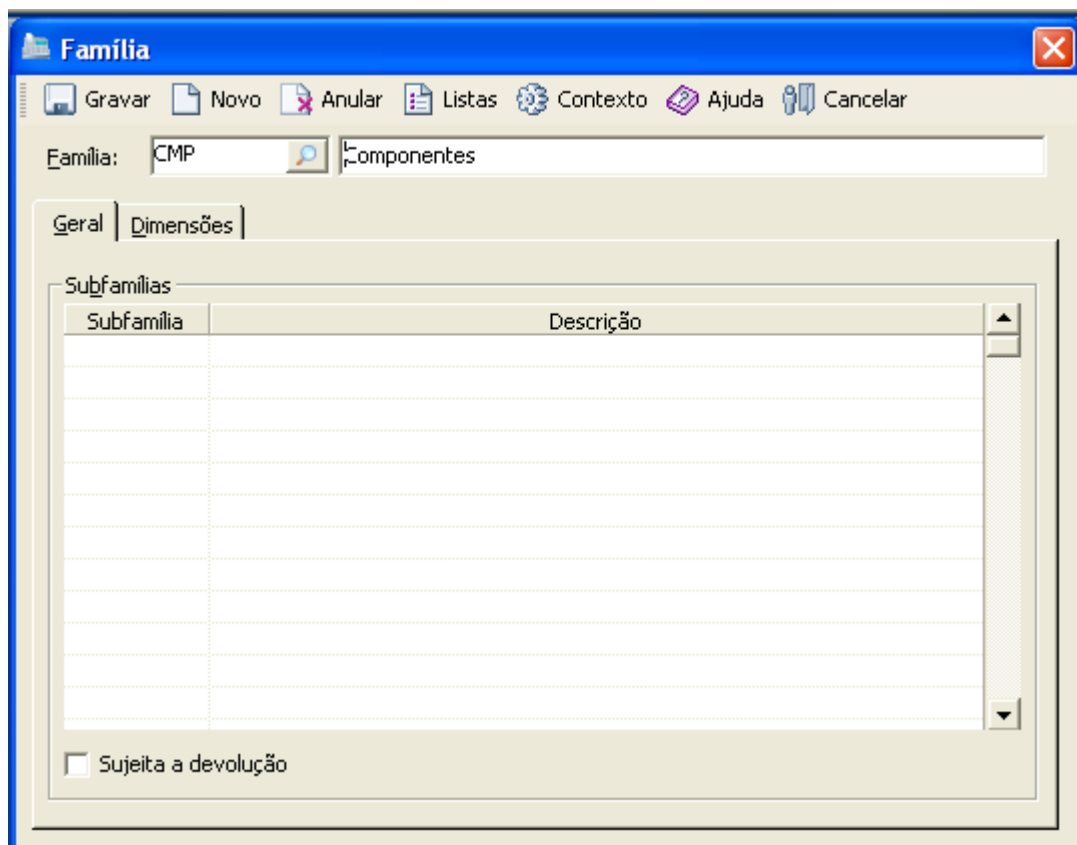 Família
Gravar Novo Anular Listas Contexto Ajuda Cancelar
Família: CMP Componentes
Geral Dimensões
Subfamílias
Subfamília Descrição
Sujeita a devolução